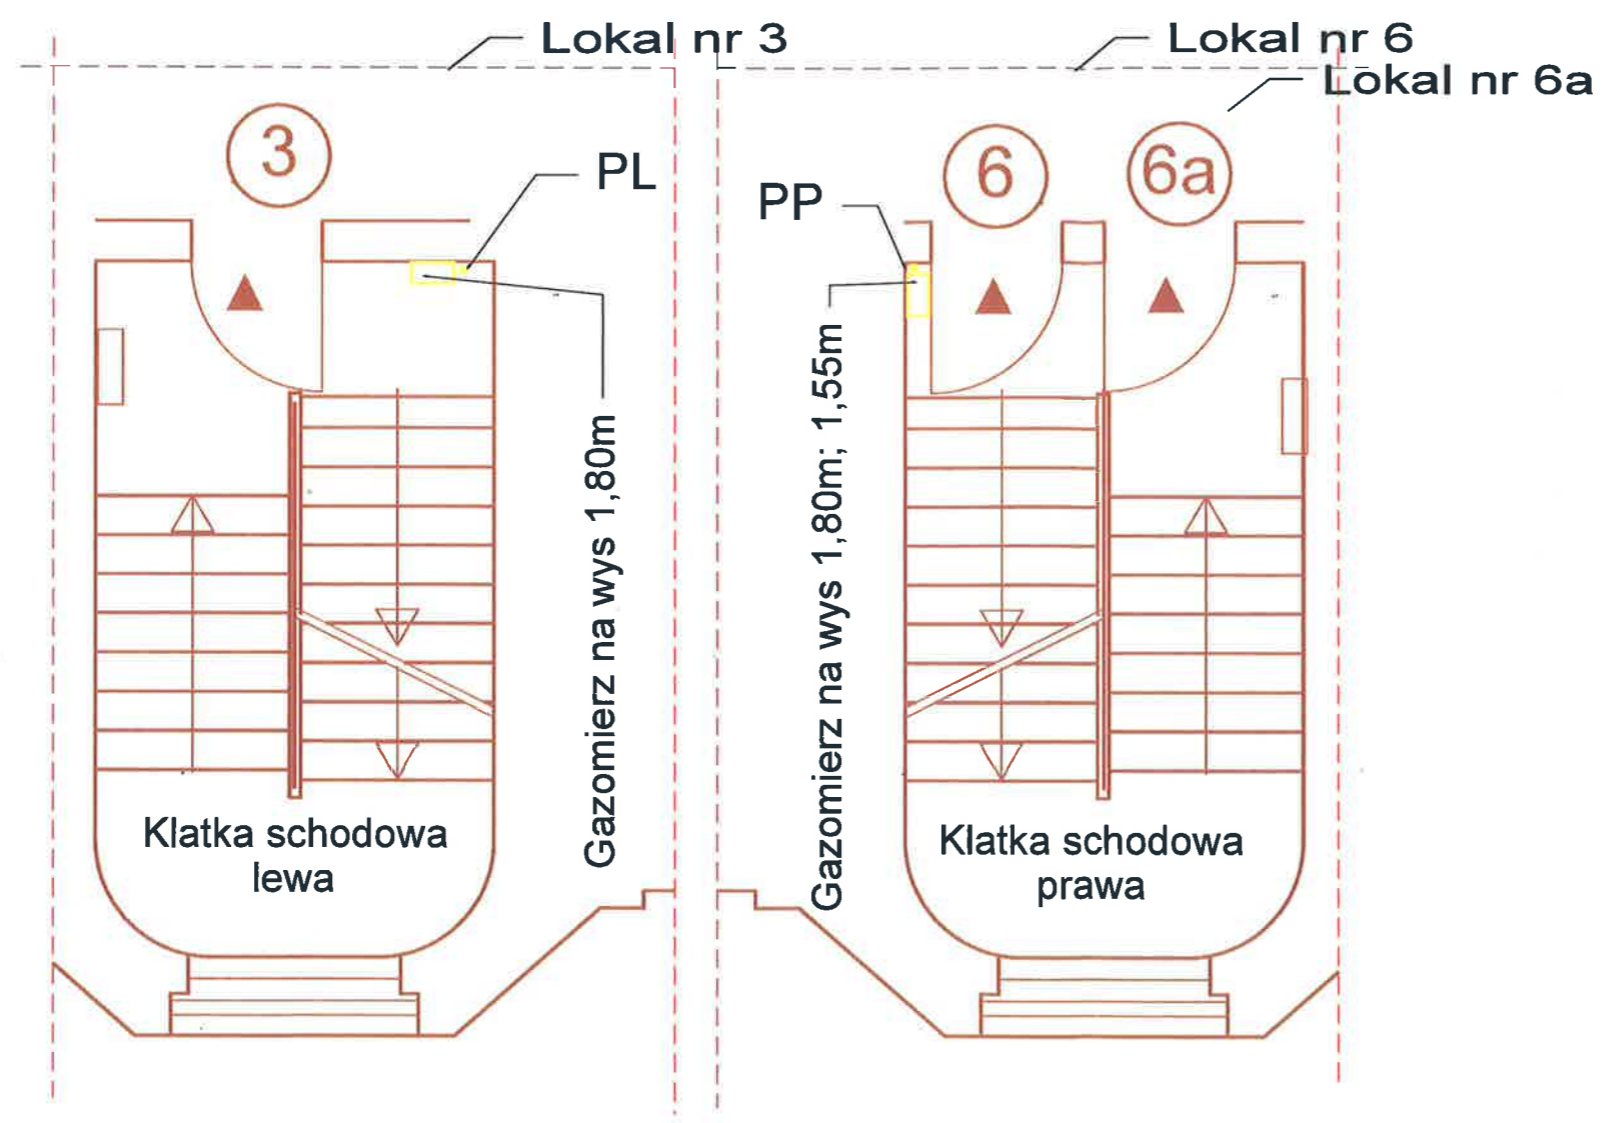 Lokal nr 3
Lokal nr 6
Lokal nr 6a
3
PL
6
6a
PP
Gazomierz na wys 1,80m
Gazomierz na wys 1,80m; 1,55m
Klatka schodowa
lewa
Klatka schodowa
prawa